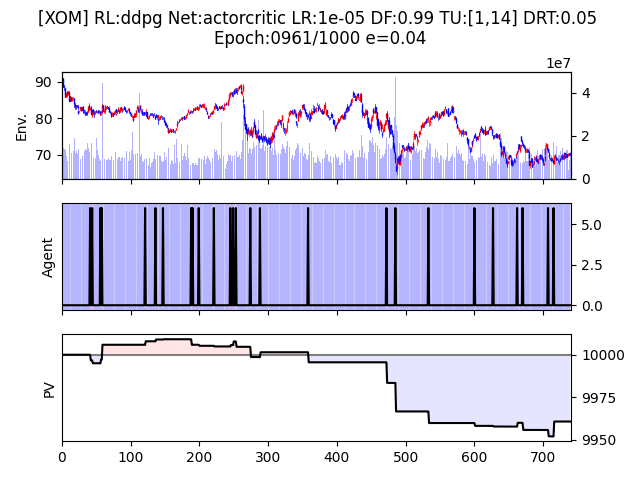 [XOM] RL:ddpg Net:actorcritic LR:1e-05 DF:0.99 TU:[1,14] DRT:0.05
Epoch:0961/1000 e=0.04
1e7
90
80
70
Env.
4
2
0
Agent
5.0
2.5
0.0
PV
10000
9975
9950
0 100 200 300 400 500 600 700